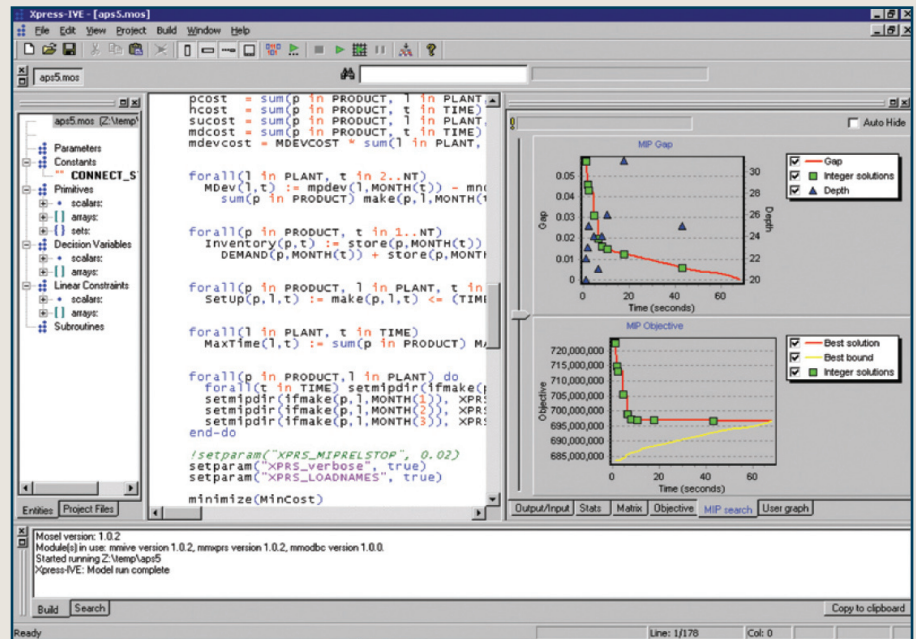 Xpress-IVE - [aps5.mos]
File Edit View Project Build Window Help
aps5.mos
aps5.mos (Z:\temp\
Parameters
Constants
"" CONNECT_S
Primitives
scalars:
arrays:
{} sets:
Decision Variables
scalars:
[] arrays:
Linear Constraints
scalars:
[] arrays:
Subroutines
Entities Project Files
pcost = sum(p in PRODUCT, l in PLANT,
hcost = sum(p in PRODUCT, t in TIME)
sucost = sum(p in PRODUCT, l in PLANT,
mdcost = sum(p in PRODUCT, t in TIME)
mdevcost = MDEVCOST * sum(l in PLANT,
forall(l in PLANT, t in 2..NT)
MDev(l,t) := mpdev(l,MONTH(t)) -
sum(p in PRODUCT) make(p,l,MONTH(
forall(p in PRODUCT, t in 1..NT)
Inventory(p,t) := store(p,MONTH(t))
DEMAND(p,MONTH(t)) + store(p,MONTH
forall(p in PRODUCT, l in PLANT, t in
Setup(p,l,t) := make(p,l,t) <= (TIME
forall(l in PLANT, t in TIME)
MaxTime(l,t) := sum(p in PRODUCT)
forall(p in PRODUCT,l in PLANT) do
forall(t in TIME) setmipdir(ifmake(
setmipdir(ifmake(p,l,MONTH(1)), XPR
setmipdir(ifmake(p,l,MONTH(2)), XPR
setmipdir(ifmake(p,l,MONTH(3)), XPR
end-do
!setparam("XPRS_MIPRELSTOP", 0.02)
setparam("XPRS_verbose", true)
setparam("XPRS_LOADNAMES", true)
minimize(MinCost)
Auto Hide
MIP Gap
Gap
0.05
0.04
0.03
0.02
0.01
0
30
28
26
24
22
20
Depth
0 20 40 60
Time (seconds)
Gap
Integer solutions
Depth
MIP Objective
Objective
720,000,000
715,000,000
710,000,000
705,000,000
700,000,000
695,000,000
690,000,000
685,000,000
0 20 40 60
Time (seconds)
Best solution
Best bound
Integer solutions
Output/Input Stats Matrix Objective MIP search User graph
Mosel version: 1.0.2
Module(s) in use: mmive version 1.0.2, mmxprs version 1.0.2, mmodbc version 1.0.0.
Started running Z:\temp\aps5
Xpress-IVE: Model run complete
Build Search
Copy to clipboard
Ready
Line: 1/178 Col: 0